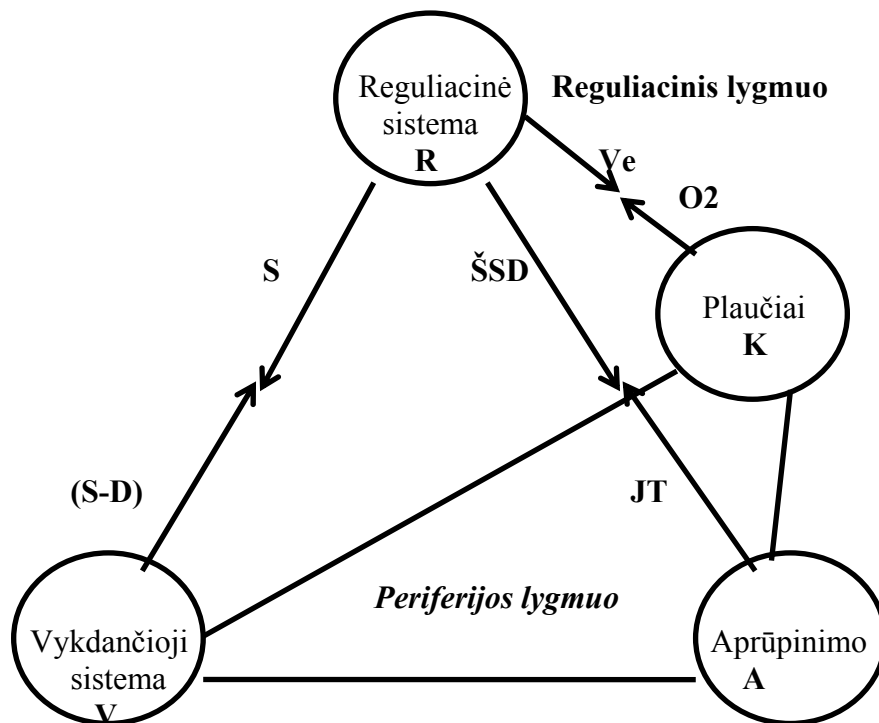 Reguliacinė
sistema
R
Reguliacinis lygmuo
Ve
O2
S
ŠSD
Plaučiai
K
(S-D)
JT
Periferijos lygmuo
Vykdančioji
sistema
V
Aprūpinimo
A